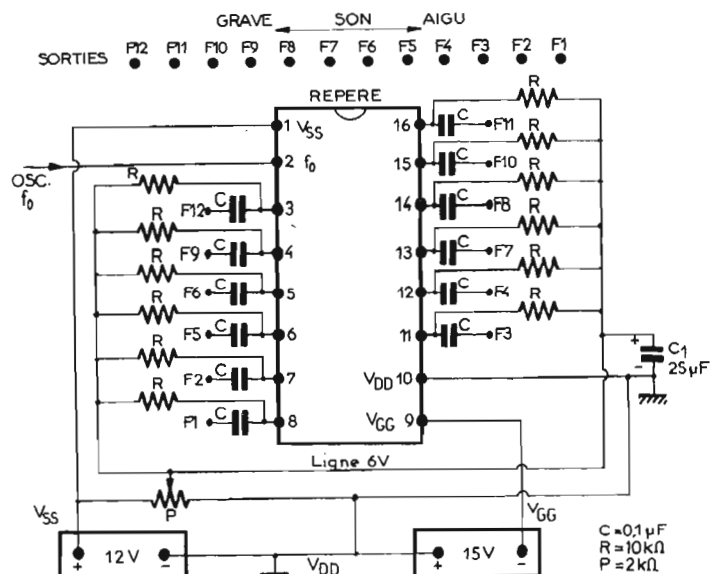 GRAVE SON AIGU
SORTIES P12 P11 F10 F9 F8 F7 F6 F5 F4 F3 F2 F1
REPERE
1 VSS 16 C F11 R
OSC. f0 2 f0 15 C F10 R
R F12 C 3 14 C F8 R
R F9 C 4 13 C F7 R
R F6 C 5 12 C F4 R
R F5 C 6 11 C F3 R
R F2 C 7 VDD 10
R P1 C 8 VGG 9
+ C1
- 25µF
Ligne 6V
P
VSS VGG
+ 12V - VDD + 15V -
C=0,1µF
R=10kΩ
P=2kΩ